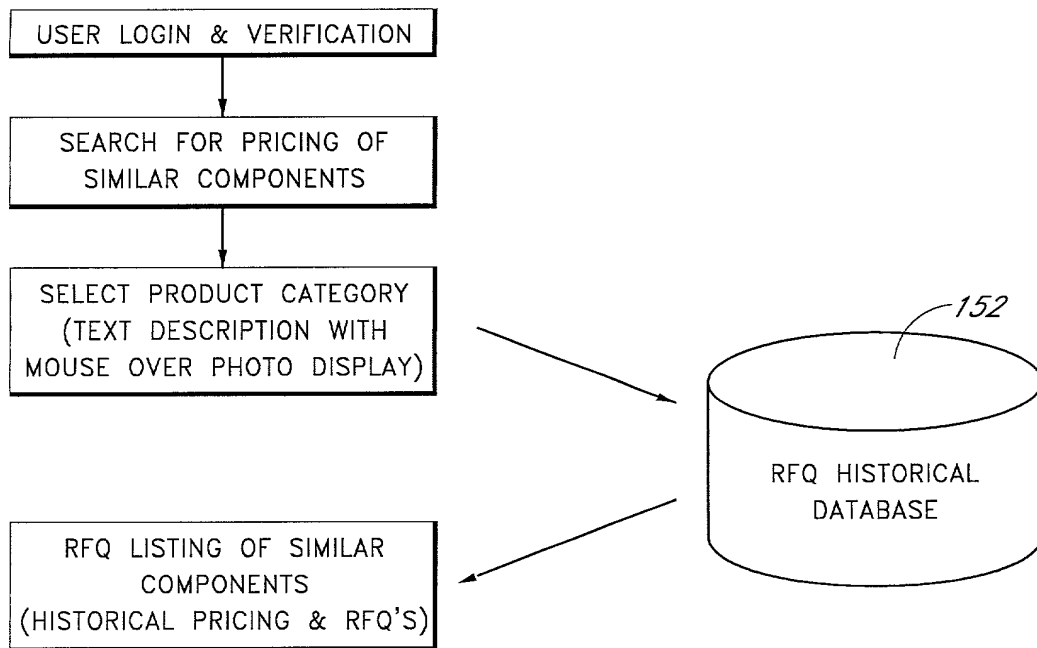 USER LOGIN & VERIFICATION
SEARCH FOR PRICING OF
SIMILAR COMPONENTS
SELECT PRODUCT CATEGORY
(TEXT DESCRIPTION WITH
MOUSE OVER PHOTO DISPLAY)
152
RFQ HISTORICAL
DATABASE
RFQ LISTING OF SIMILAR
COMPONENTS
(HISTORICAL PRICING & RFQ'S)